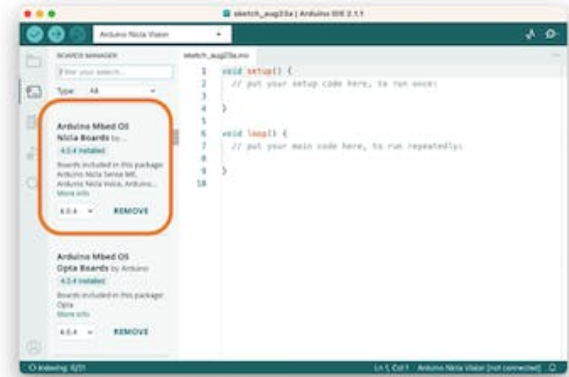 sketch_aug23a | Arduino IDE 2.1.1
Arduino Nicla Vision
BOARDS MANAGER
Filter your search...
Type: All
Arduino Mbed OS
Nicla Boards by...
4.0.4 installed
Boards included in this package:
Arduino Nicla Sense ME,
Arduino Nicla Voice, Arduino...
More info
4.0.4
REMOVE
Arduino Mbed OS
Opta Boards by Arduino
4.0.4 installed
Boards included in this package:
Opta
More info
4.0.4
REMOVE
sketch_aug23a.ino
1 void setup() {
2 // put your setup code here, to run once:
3
4 }
5
6 void loop() {
7 // put your main code here, to run repeatedly:
8
9 }
10
Indexing: 6/31
Ln 1, Col 1 Arduino Nicla Vision [not connected]